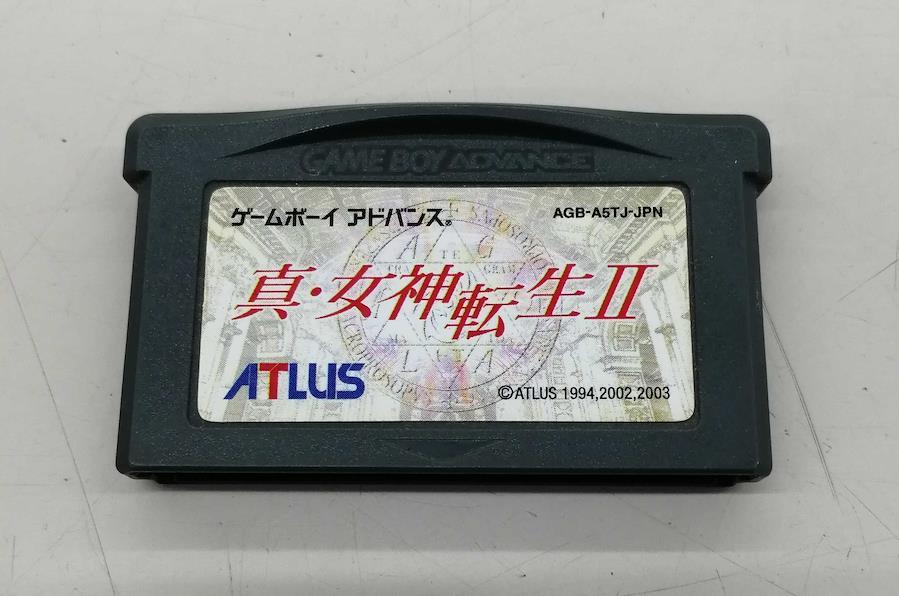 GAME BOY ADVANCE
ゲームボーイ アドバンス®
AGB-A5TJ-JPN
真・女神転生II
ATLUS
©ATLUS 1994,2002,2003